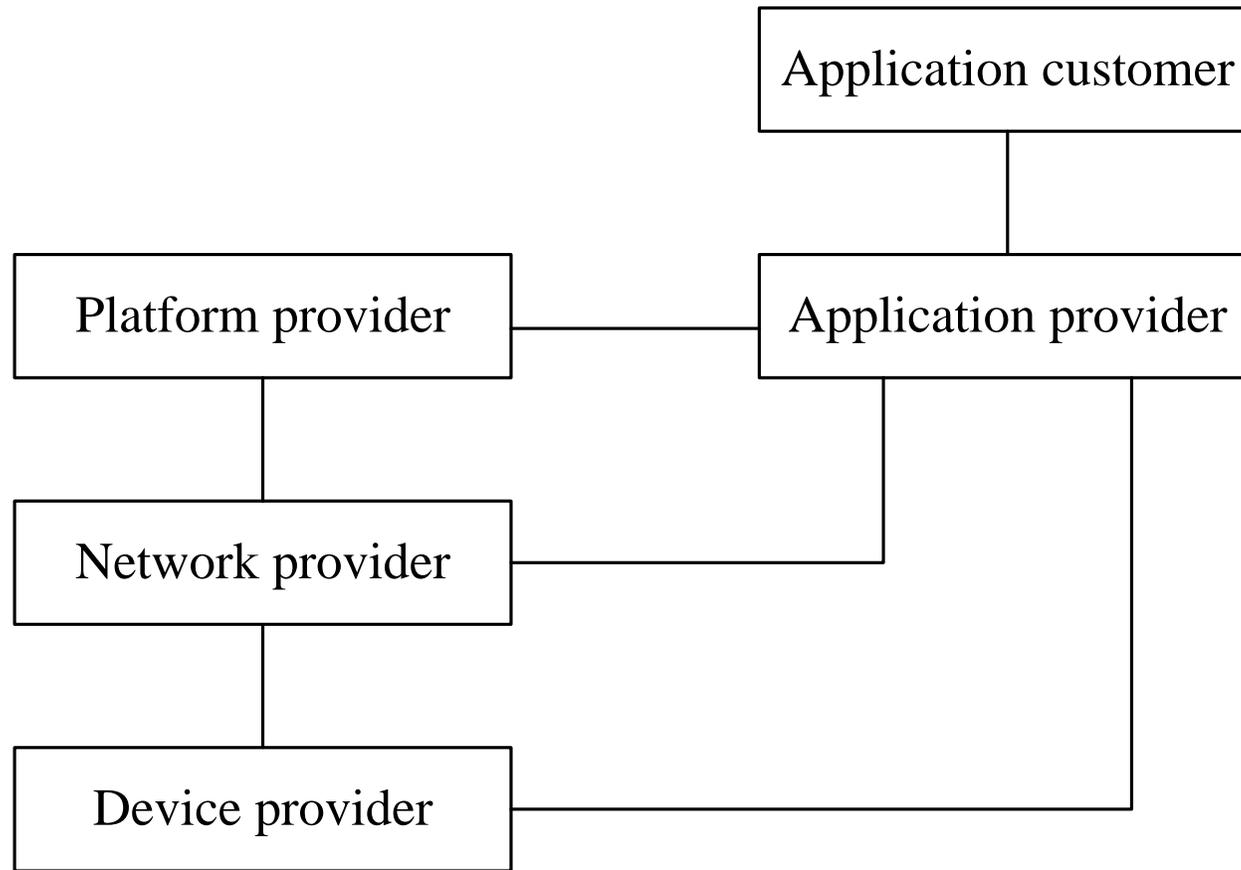 Application customer
Platform provider
Application provider
Network provider
Device provider